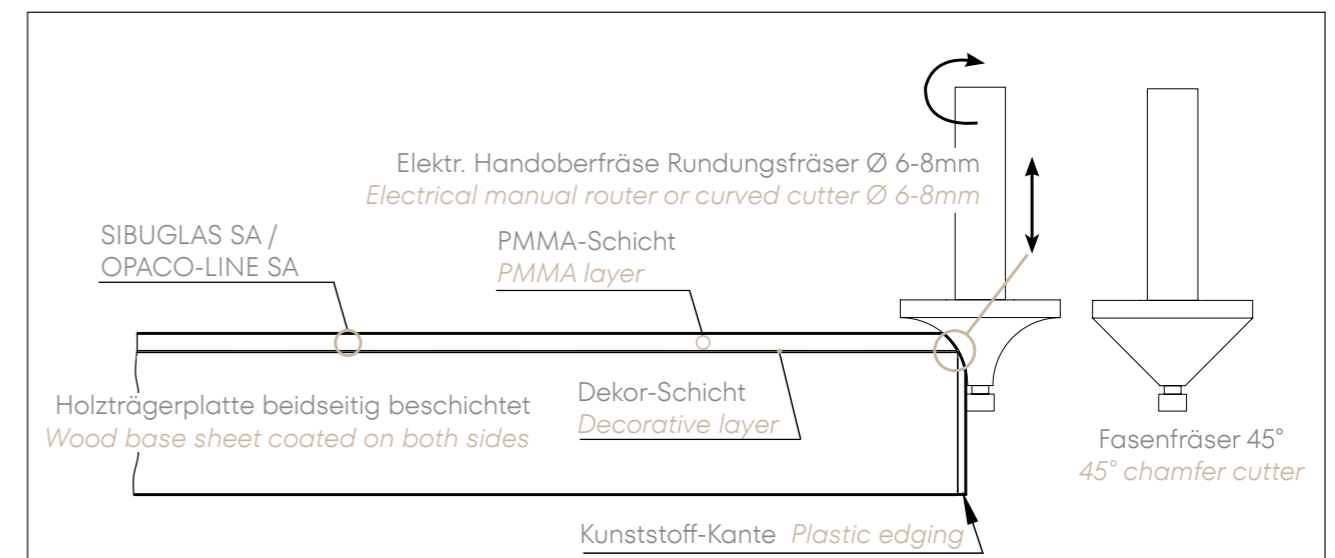 Elektr. Handoberfräse Rundungsfräser Ø 6-8mm
Electrical manual router or curved cutter Ø 6-8mm
SIBUGLAS SA /
OPACO-LINE SA
PMMA-Schicht
PMMA layer
Holzträgerplatte beidseitig beschichtet
Wood base sheet coated on both sides
Dekor-Schicht
Decorative layer
Fasenfräser 45°
45° chamfer cutter
Kunststoff-Kante Plastic edging